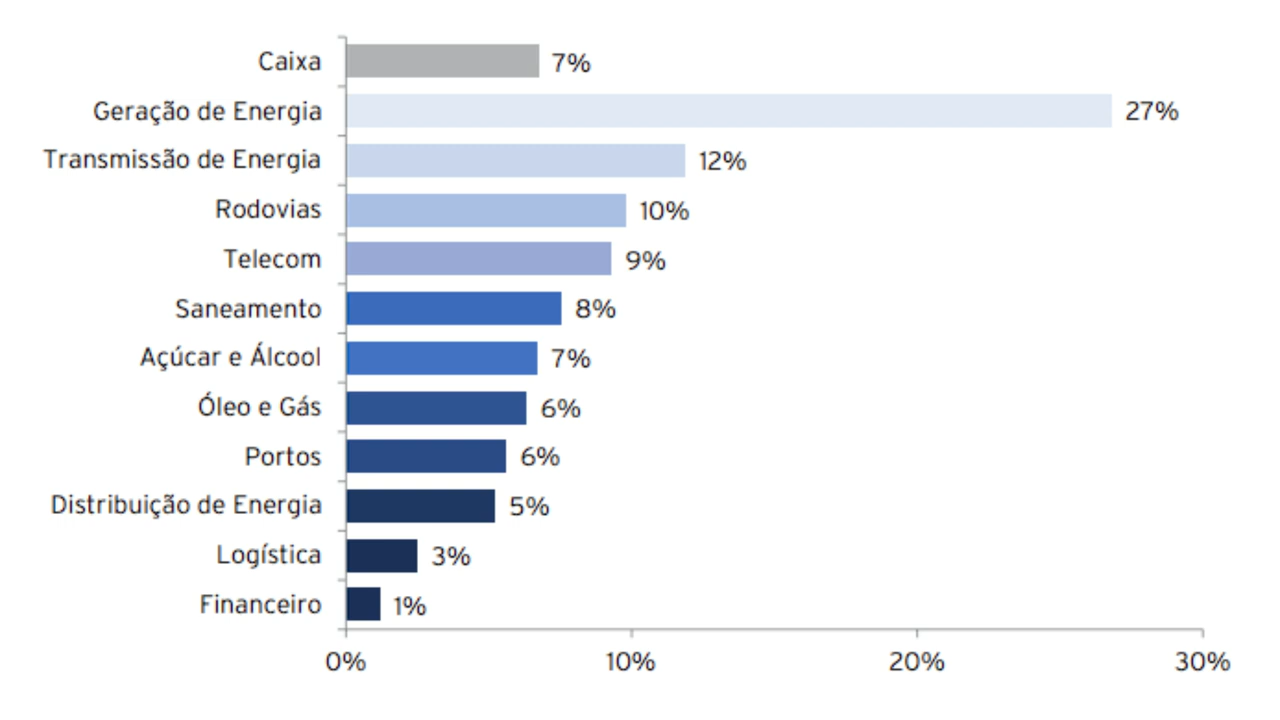 Caixa 7%
Geração de Energia 27%
Transmissão de Energia 12%
Rodovias 10%
Telecom 9%
Saneamento 8%
Açúcar e Álcool 7%
Óleo e Gás 6%
Portos 6%
Distribuição de Energia 5%
Logística 3%
Financeiro 1%
0% 10% 20% 30%